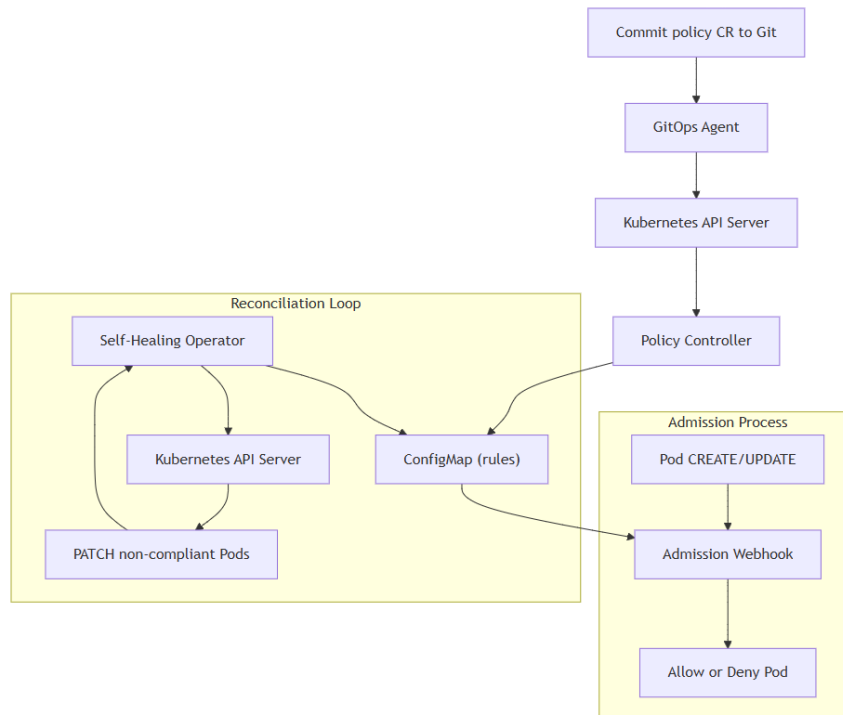 Commit policy CR to Git
GitOps Agent
Kubernetes API Server
Policy Controller
Reconciliation Loop
Self-Healing Operator
Kubernetes API Server
ConfigMap (rules)
PATCH non-compliant Pods
Admission Process
Pod CREATE/UPDATE
Admission Webhook
Allow or Deny Pod